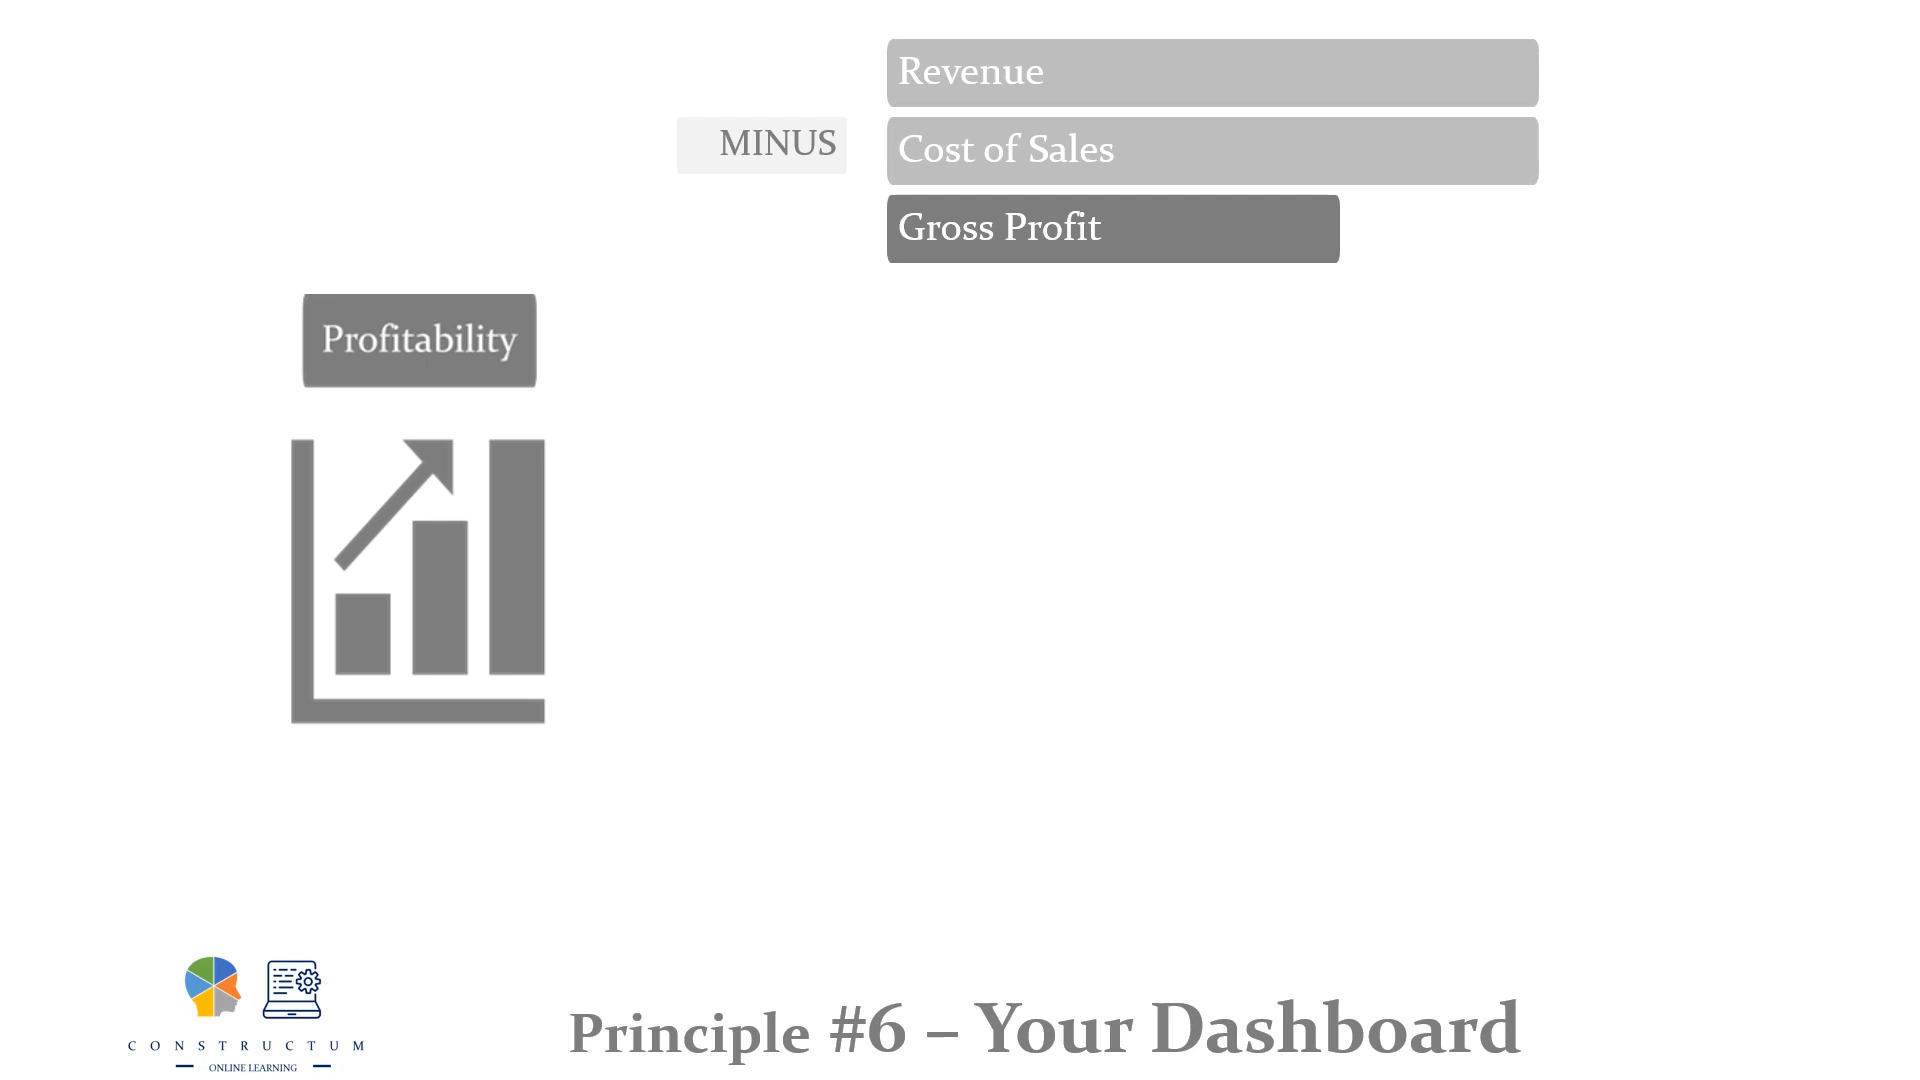 Revenue
MINUS Cost of Sales
Gross Profit
Profitability
CONSTRUCTUM
ONLINE LEARNING
Principle #6 – Your Dashboard